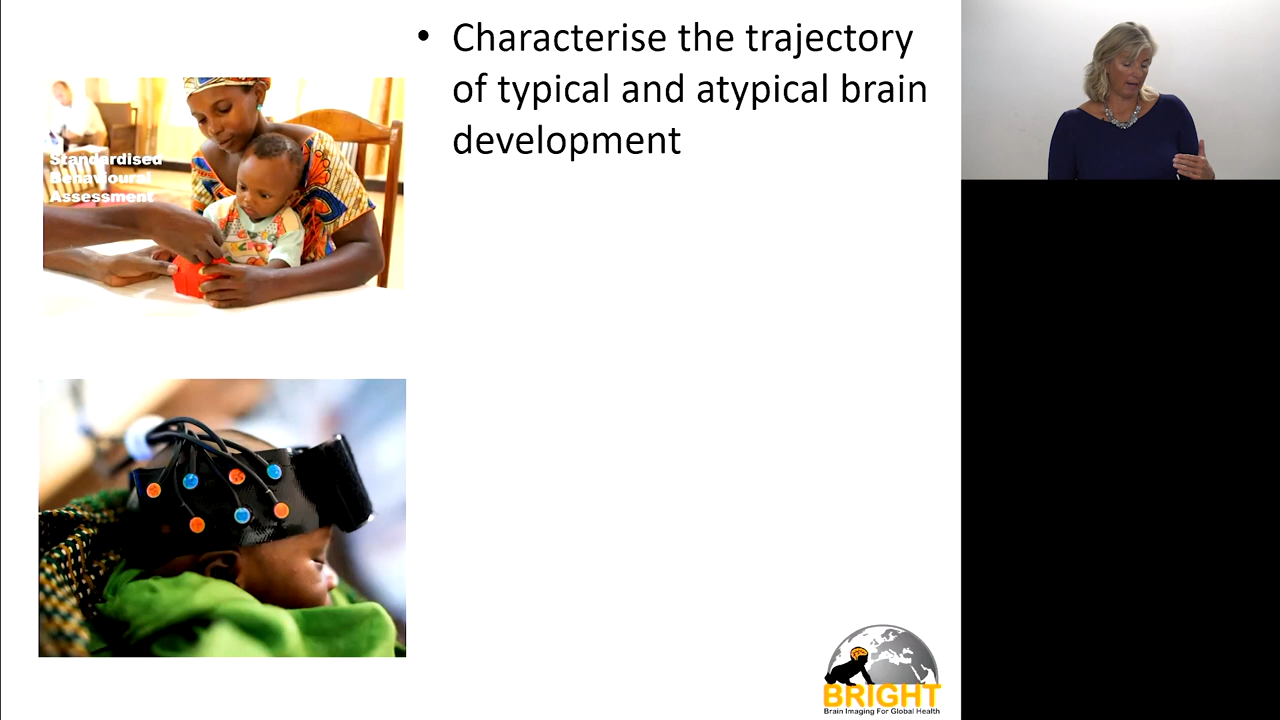 • Characterise the trajectory
of typical and atypical brain
development
Standardised
Behavioural
Assessment
BRIGHT
Brain Imaging For Global Health